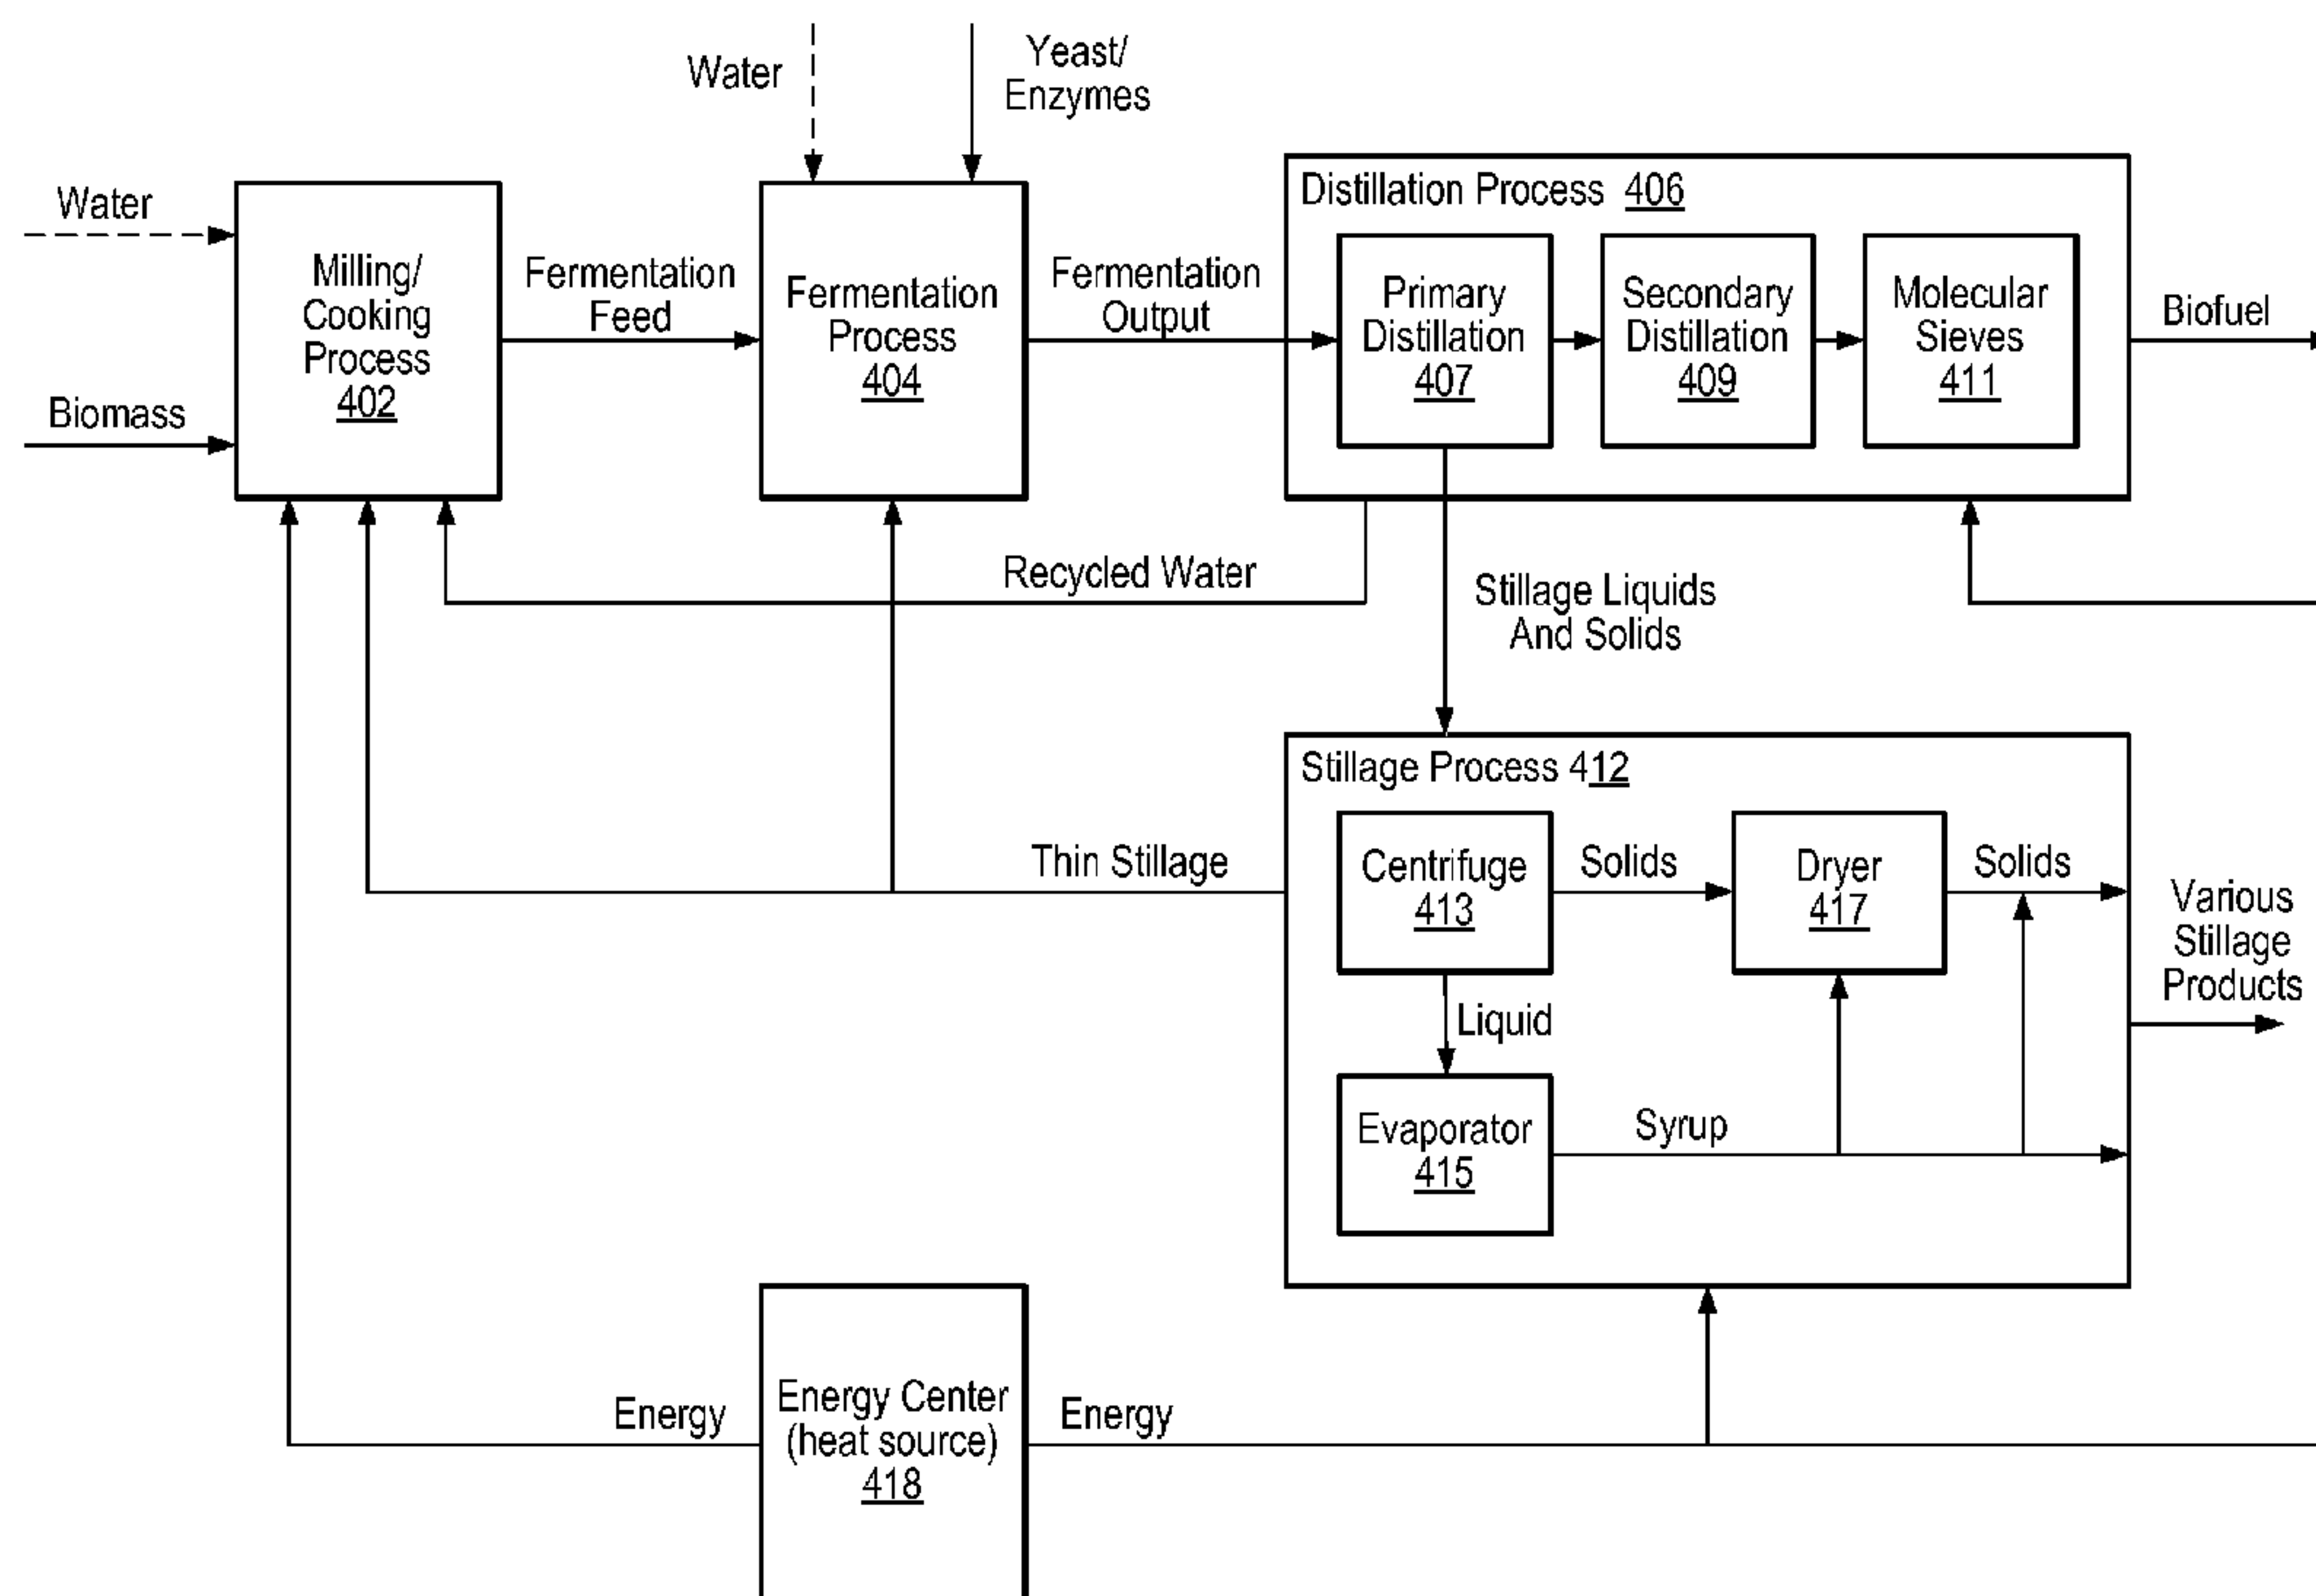 Water
Yeast/
Enzymes
Water
Biomass
Milling/
Cooking
Process
402
Fermentation
Feed
Fermentation
Process
404
Fermentation
Output
Distillation Process 406
Primary
Distillation
407
Secondary
Distillation
409
Molecular
Sieves
411
Biofuel
Recycled Water
Stillage Liquids
And Solids
Stillage Process 412
Thin Stillage
Centrifuge
413
Solids
Dryer
417
Solids
Various
Stillage
Products
Liquid
Evaporator
415
Syrup
Energy
Energy Center
(heat source)
418
Energy